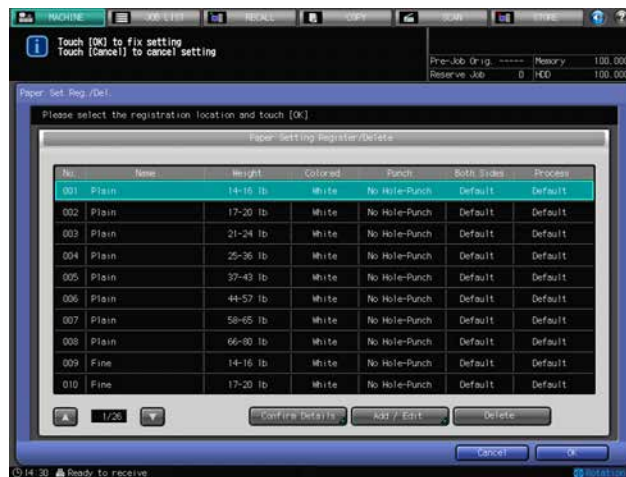 MACHINE JOB LIST RECALL COPY SCAN STORE
Touch [OK] to fix setting
Touch [Cancel] to cancel setting
Pre-Job Orig. ----- Memory 100.00
Reserve Job 0 HDD 100.00
Paper Set Reg./Del.
Please select the registration location and touch [OK]
Paper Setting Register/Delete
No. Name Weight Colored Punch Both Sides Process
001 Plain 14-16 lb White No Hole-Punch Default Default
002 Plain 17-20 lb White No Hole-Punch Default Default
003 Plain 21-24 lb White No Hole-Punch Default Default
004 Plain 25-36 lb White No Hole-Punch Default Default
005 Plain 37-43 lb White No Hole-Punch Default Default
006 Plain 44-57 lb White No Hole-Punch Default Default
007 Plain 58-65 lb White No Hole-Punch Default Default
008 Plain 66-80 lb White No Hole-Punch Default Default
009 Fine 14-16 lb White No Hole-Punch Default Default
010 Fine 17-20 lb White No Hole-Punch Default Default
1/26 Confirm Details Add / Edit Delete
Cancel OK
14:30 Ready to receive Rotation